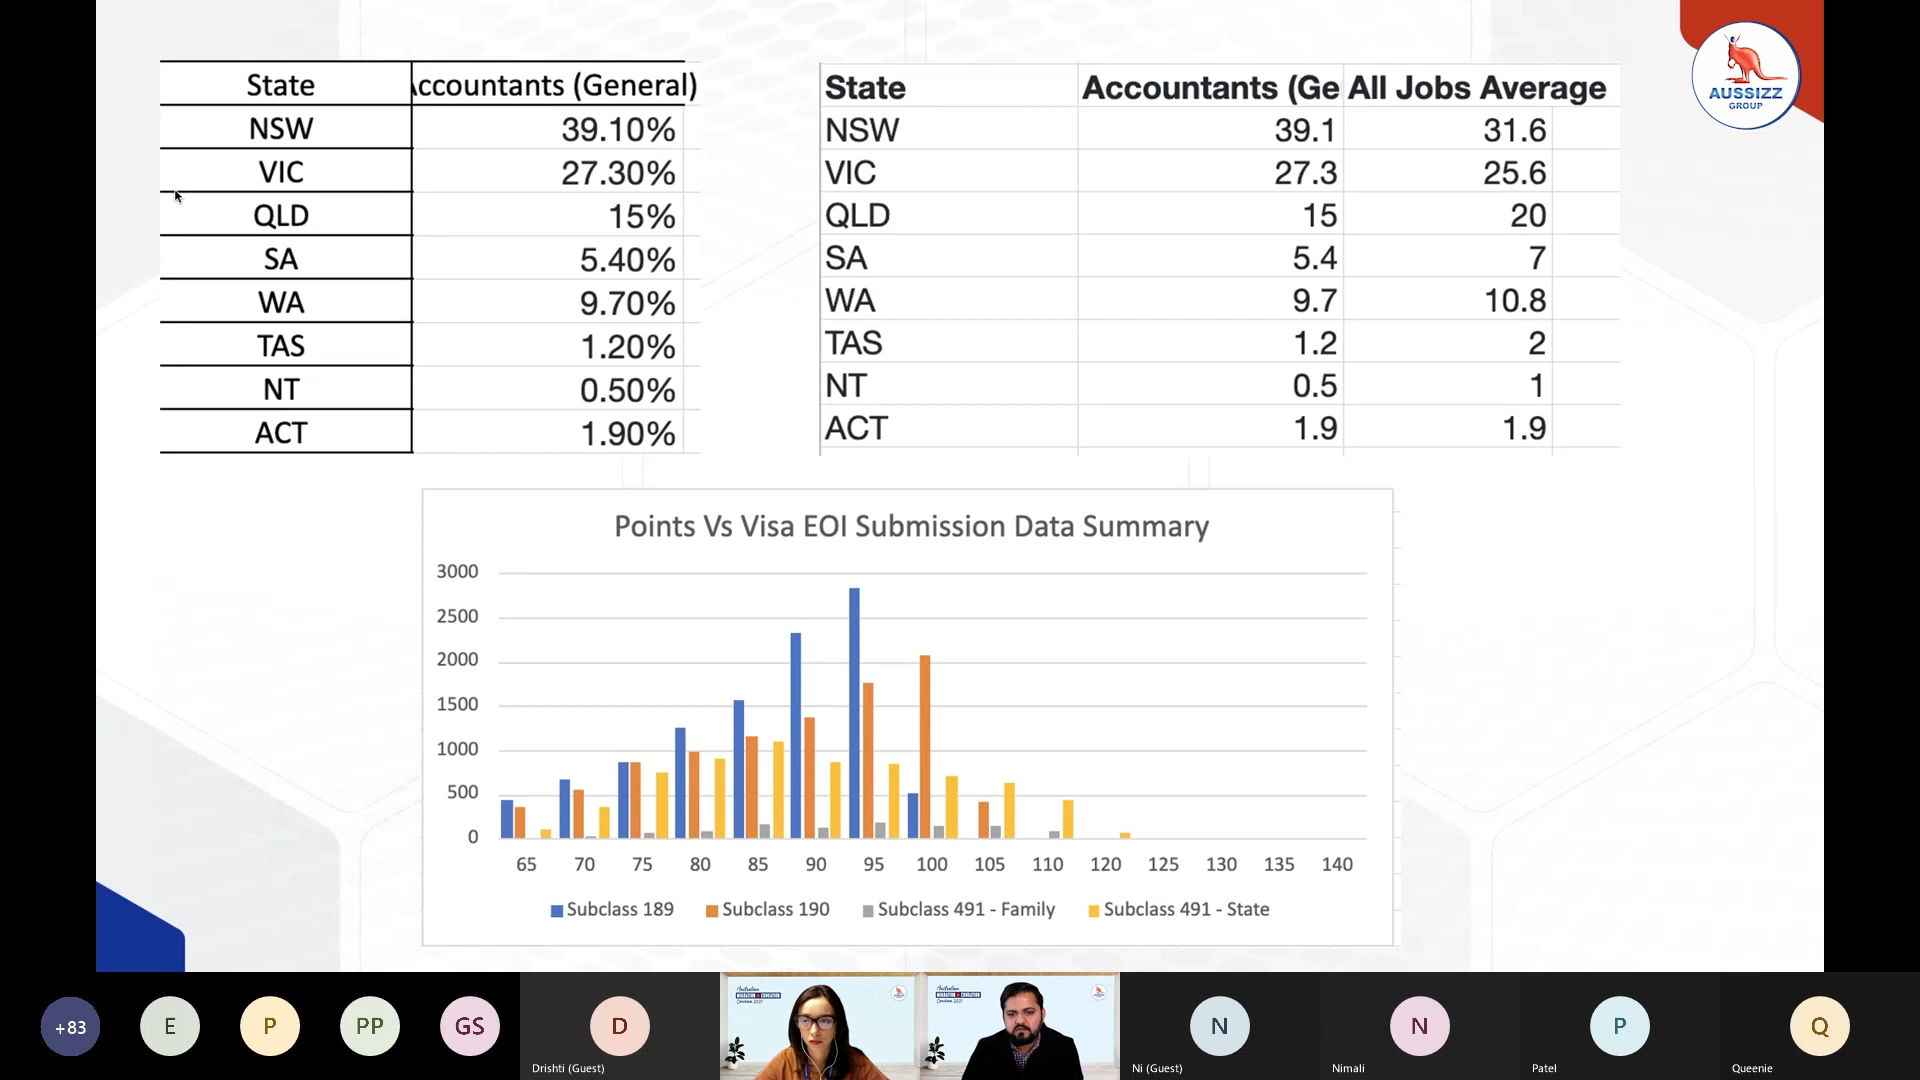 State Accountants (General)
NSW 39.10%
VIC 27.30%
QLD 15%
SA 5.40%
WA 9.70%
TAS 1.20%
NT 0.50%
ACT 1.90%
State Accountants (Ge All Jobs Average
NSW 39.1 31.6
VIC 27.3 25.6
QLD 15 20
SA 5.4 7
WA 9.7 10.8
TAS 1.2 2
NT 0.5 1
ACT 1.9 1.9
AUSSIZZ
GROUP
Points Vs Visa EOI Submission Data Summary
3000
2500
2000
1500
1000
500
0
65 70 75 80 85 90 95 100 105 110 120 125 130 135 140
Subclass 189 Subclass 190 Subclass 491 - Family Subclass 491 - State
+83 E P PP GS D N N P Q
Drishti (Guest) Ni (Guest) Nimali Patel Queenie